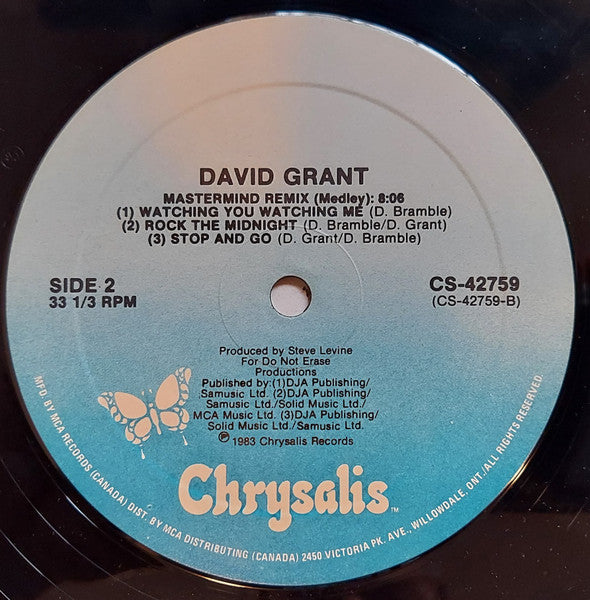 DAVID GRANT
MASTERMIND REMIX (Medley): 8:06
(1) WATCHING YOU WATCHING ME (D. Bramble)
(2) ROCK THE MIDNIGHT (D. Bramble/D. Grant)
(3) STOP AND GO (D. Grant/D. Bramble)
SIDE 2
33 1/3 RPM
CS-42759
(CS-42759-B)
Produced by Steve Levine
For Do Not Erase
Productions
Published by:(1)DJA Publishing/
Samusic Ltd. (2)DJA Publishing/
Samusic Ltd./Solid Music Ltd./
MCA Music Ltd. (3)DJA Publishing/
Solid Music Ltd./Samusic Ltd.
℗ 1983 Chrysalis Records
Chrysalis™
MFD. BY MCA RECORDS (CANADA) DIST. BY MCA DISTRIBUTING (CANADA) 2450 VICTORIA PK. AVE., WILLOWDALE, ONT./ALL RIGHTS RESERVED.